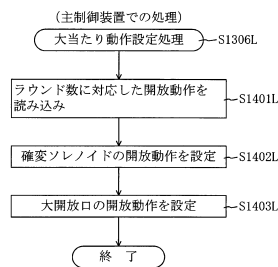 (主制御装置での処理)
大当たり動作設定処理
S1306L
ラウンド数に対応した開放動作を
読み込み
S1401L
確変ソレノイドの開放動作を設定
S1402L
大開放口の開放動作を設定
S1403L
終 了